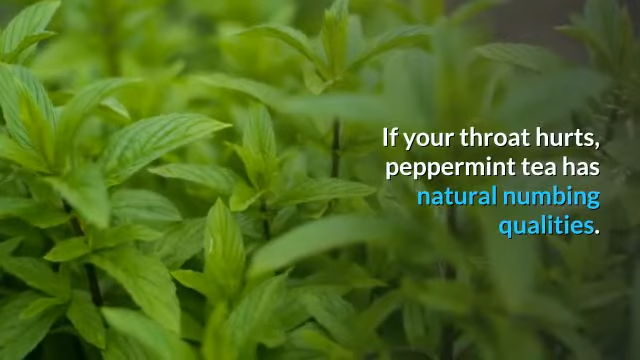 If your throat hurts,
peppermint tea has
natural numbing
qualities.